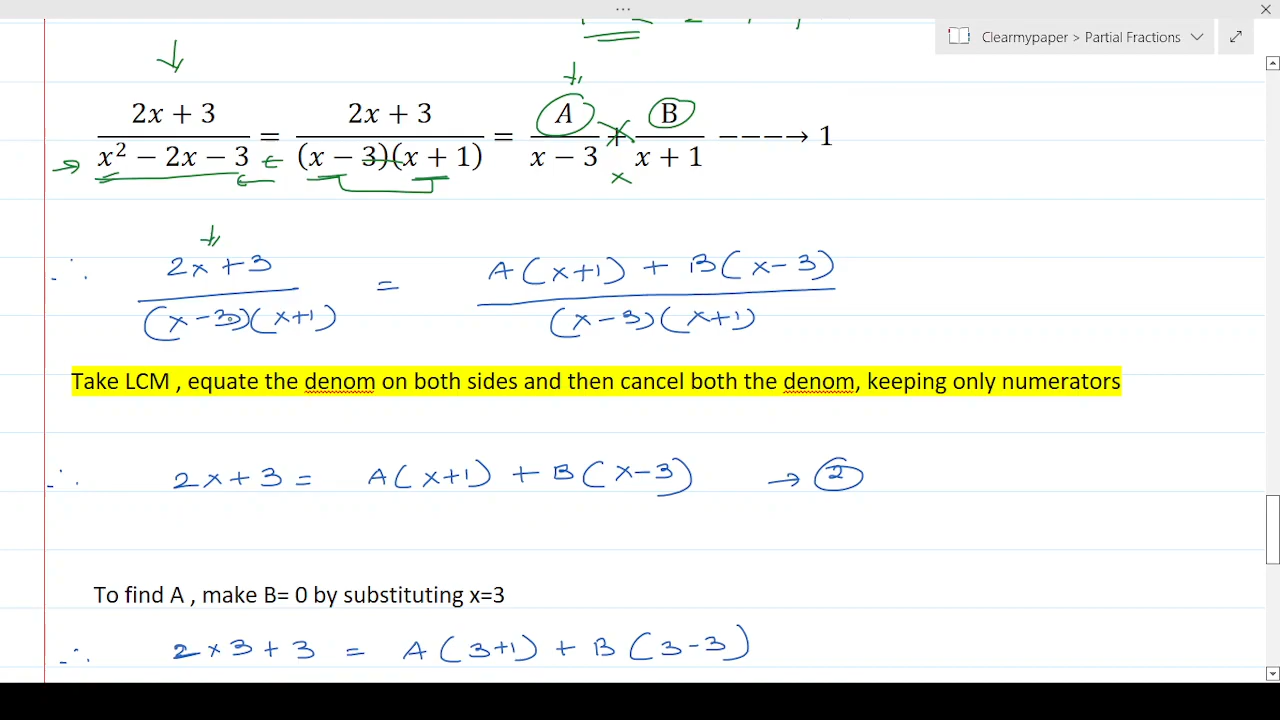 Clearmypaper > Partial Fractions
2x + 3 / x² − 2x − 3 = 2x + 3 / (x − 3)(x + 1) = A / x − 3 + B / x + 1 −−−−→ 1
∴ 2x + 3 / (x − 3)(x + 1) = A(x+1) + B(x−3) / (x−3)(x+1)
Take LCM , equate the denom on both sides and then cancel both the denom, keeping only numerators
∴ 2x + 3 = A(x+1) + B(x−3) → 2
To find A , make B= 0 by substituting x=3
∴ 2 × 3 + 3 = A(3+1) + B(3−3)